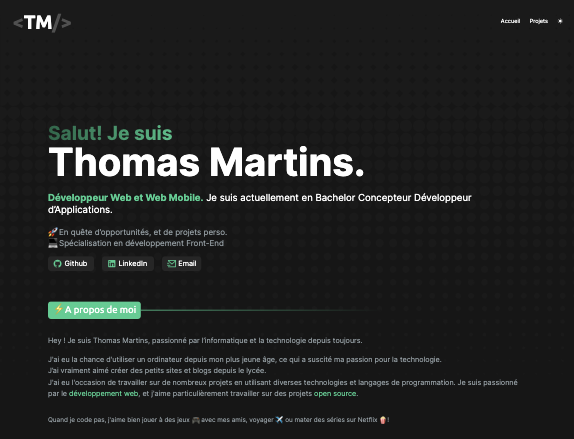 <TM/>
Accueil Projets
Salut! Je suis
Thomas Martins.
Développeur Web et Web Mobile. Je suis actuellement en Bachelor Concepteur Développeur
d'Applications.
🚀En quête d'opportunités, et de projets perso.
Spécialisation en développement Front-End
Github LinkedIn Email
⚡A propos de moi
Hey ! Je suis Thomas Martins, passionné par l'informatique et la technologie depuis toujours.
J'ai eu la chance d'utiliser un ordinateur depuis mon plus jeune âge, ce qui a suscité ma passion pour la technologie.
J'ai vraiment aimé créer des petits sites et blogs depuis le lycée.
J'ai eu l'occasion de travailler sur de nombreux projets en utilisant diverses technologies et langages de programmation. Je suis passionné
par le développement web, et j'aime particulièrement travailler sur des projets open source.
Quand je code pas, j'aime bien jouer à des jeux 🎮 avec mes amis, voyager ✈️ ou mater des séries sur Netflix 🍿!